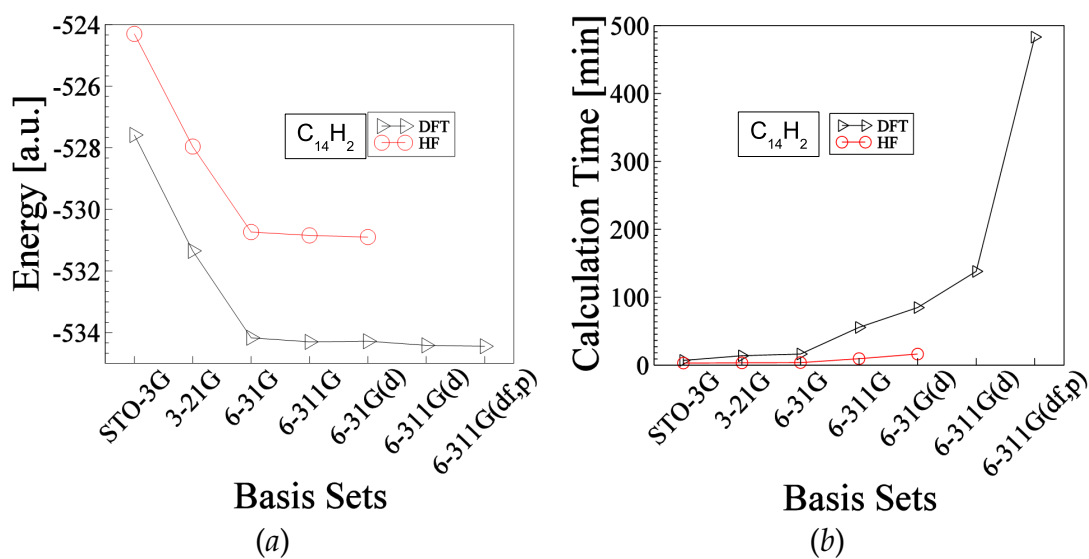 -524
-526
-528
-530
-532
-534
Energy [a.u.]
C14H2
DFT
HF
STO-3G
3-21G
6-31G
6-311G
6-31G(d)
6-311G(d)
6-311G(df,p)
Basis Sets
(a)
500
400
300
200
100
0
Calculation Time [min]
C14H2
DFT
HF
STO-3G
3-21G
6-31G
6-311G
6-31G(d)
6-311G(d)
6-311G(df,p)
Basis Sets
(b)